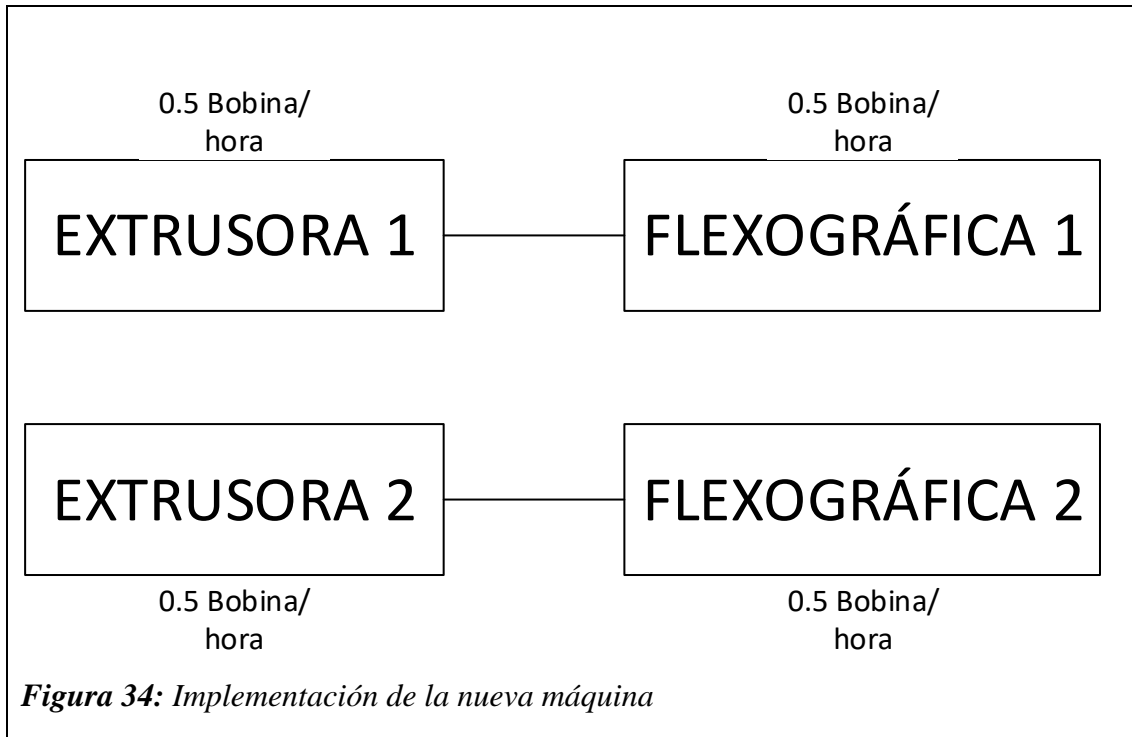 0.5 Bobina/
hora
0.5 Bobina/
hora
EXTRUSORA 1
FLEXOGRÁFICA 1
EXTRUSORA 2
FLEXOGRÁFICA 2
0.5 Bobina/
hora
0.5 Bobina/
hora
Figura 34: Implementación de la nueva máquina